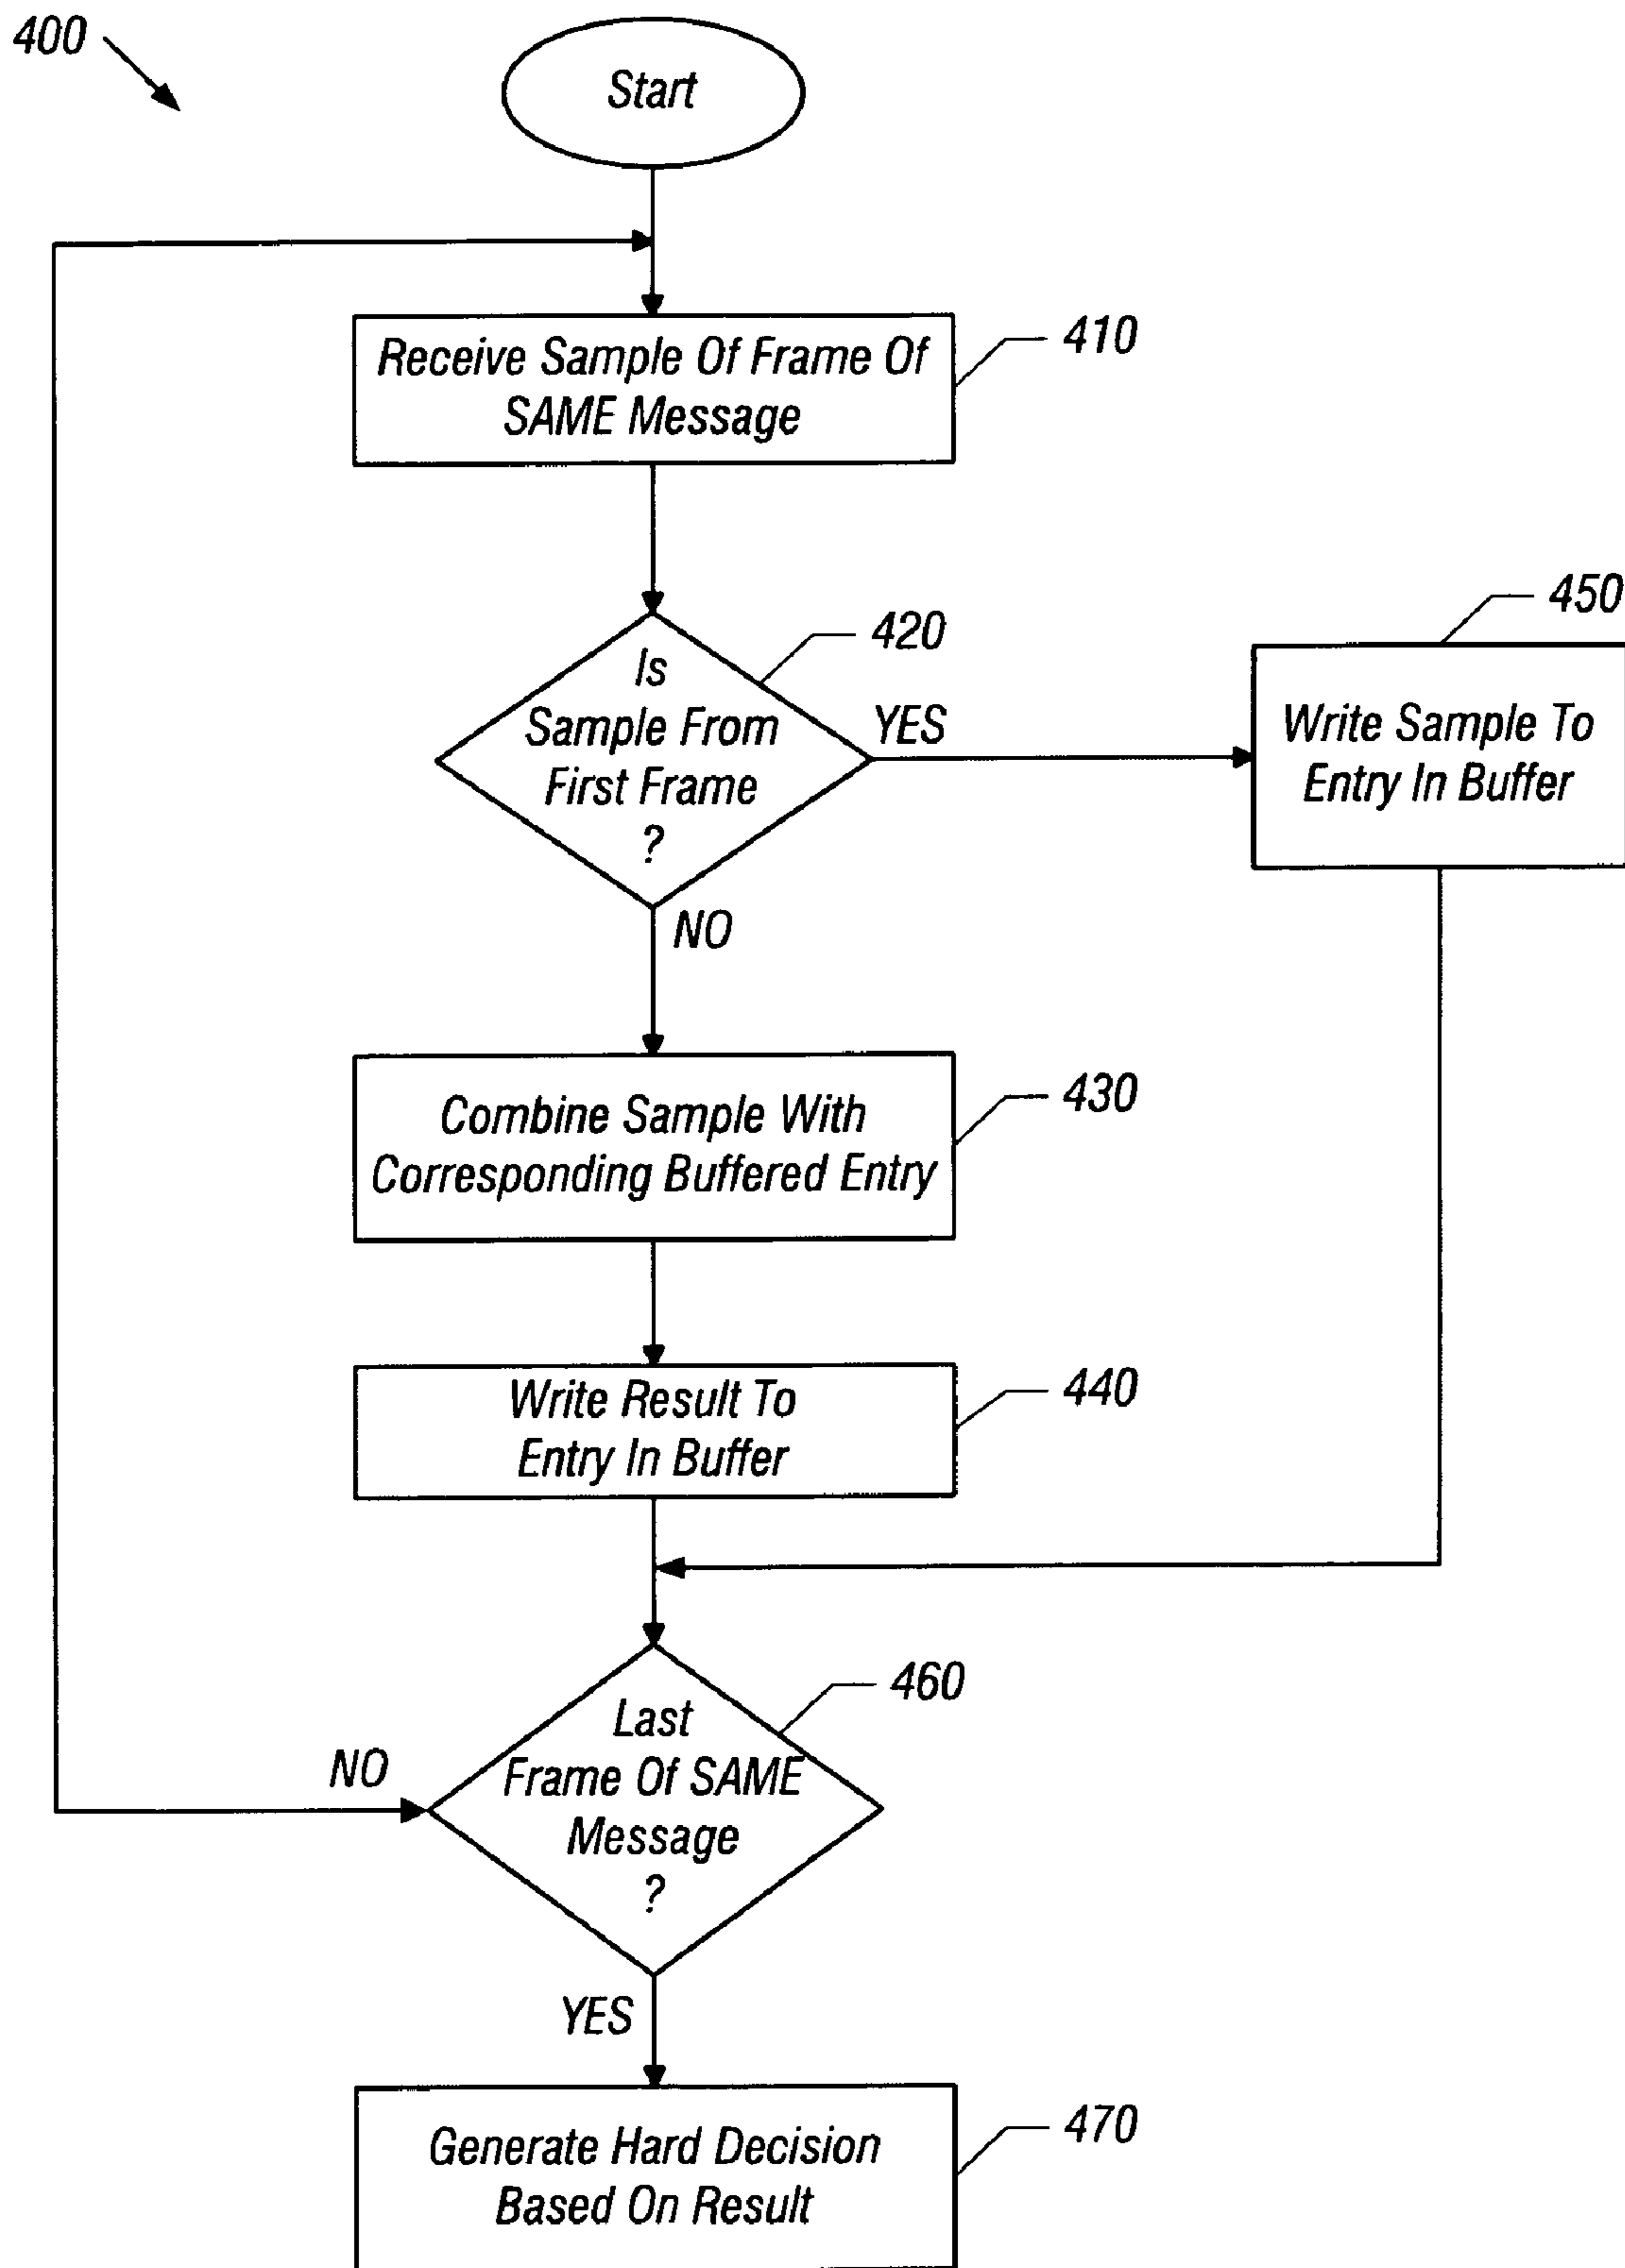 400
Start
Receive Sample Of Frame Of
SAME Message
410
Is
Sample From
First Frame
?
420
YES
NO
450
Write Sample To
Entry In Buffer
Combine Sample With
Corresponding Buffered Entry
430
Write Result To
Entry In Buffer
440
Last
Frame Of SAME
Message
?
460
NO
YES
Generate Hard Decision
Based On Result
470